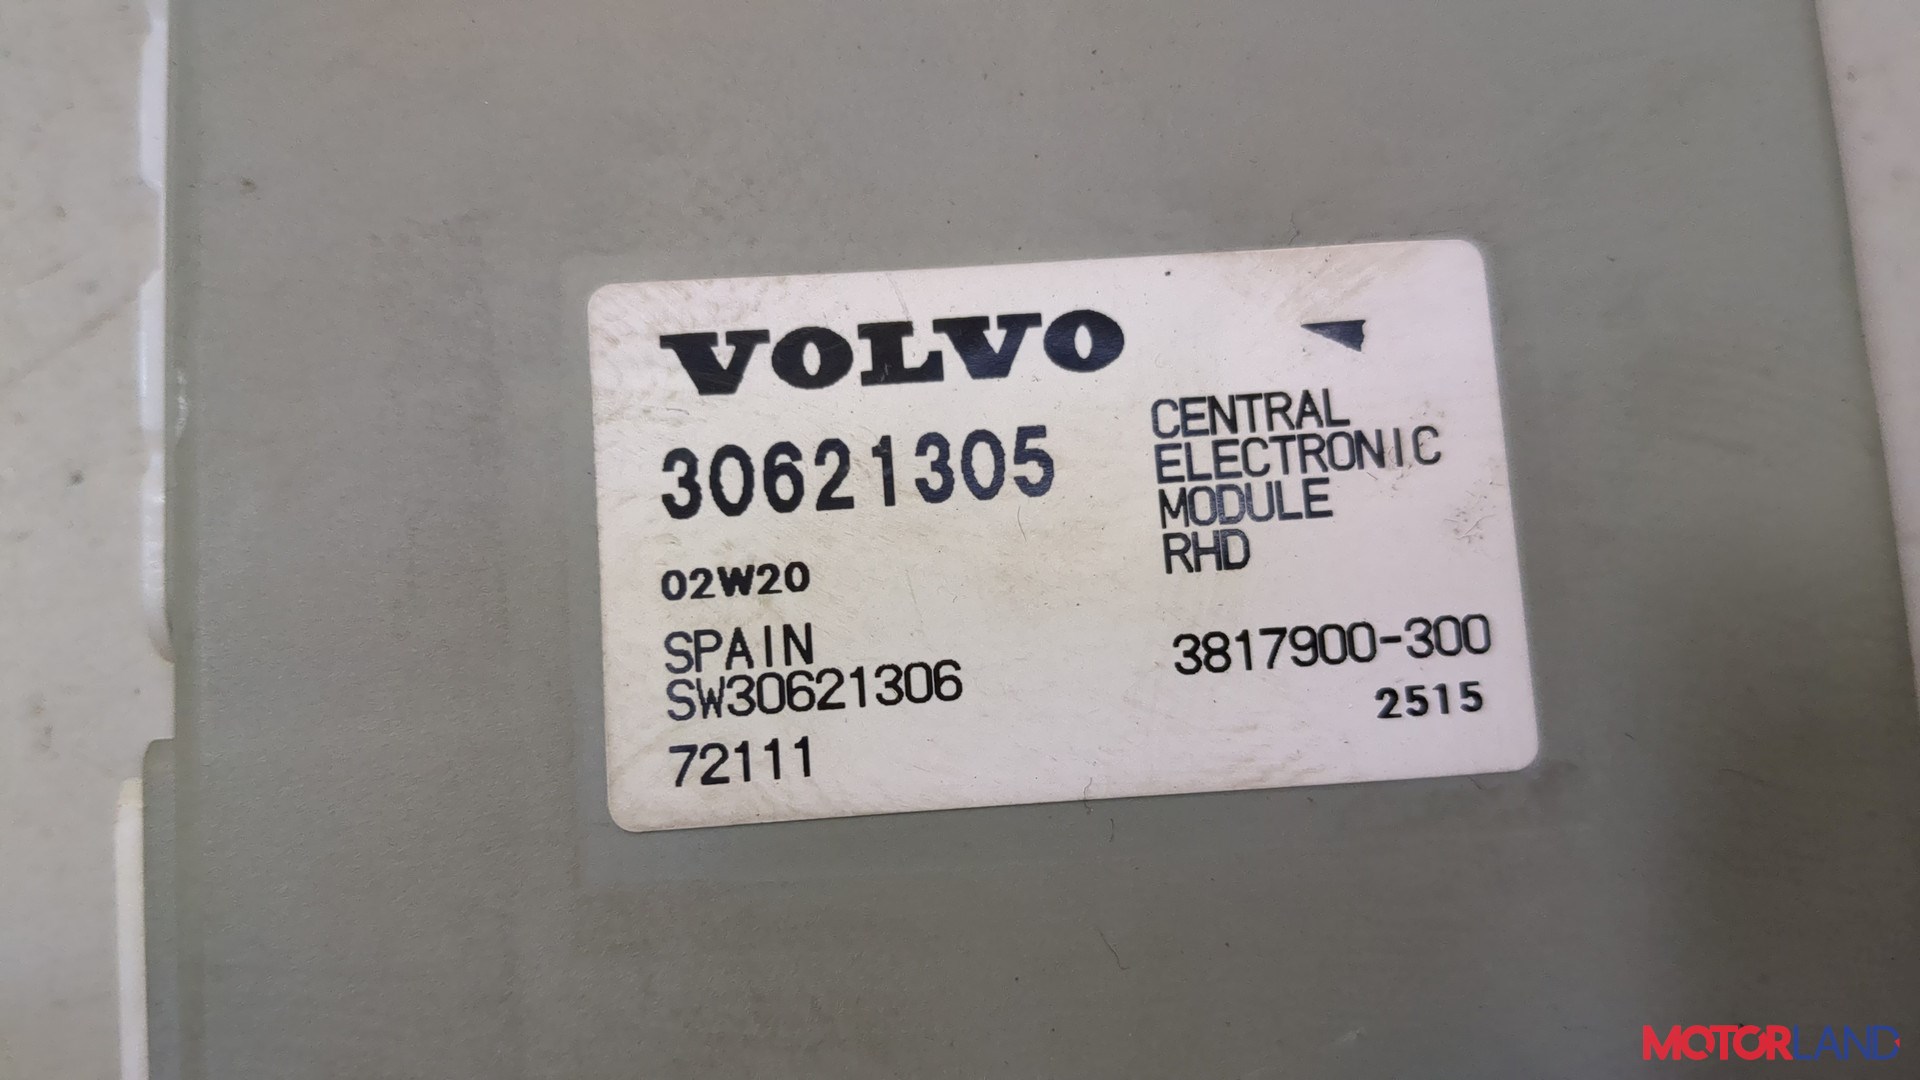 VOLVO
30621305
CENTRAL
ELECTRONIC
MODULE
RHD
02W20
SPAIN
SW30621306
72111
3817900-300
2515
MOTORLAND